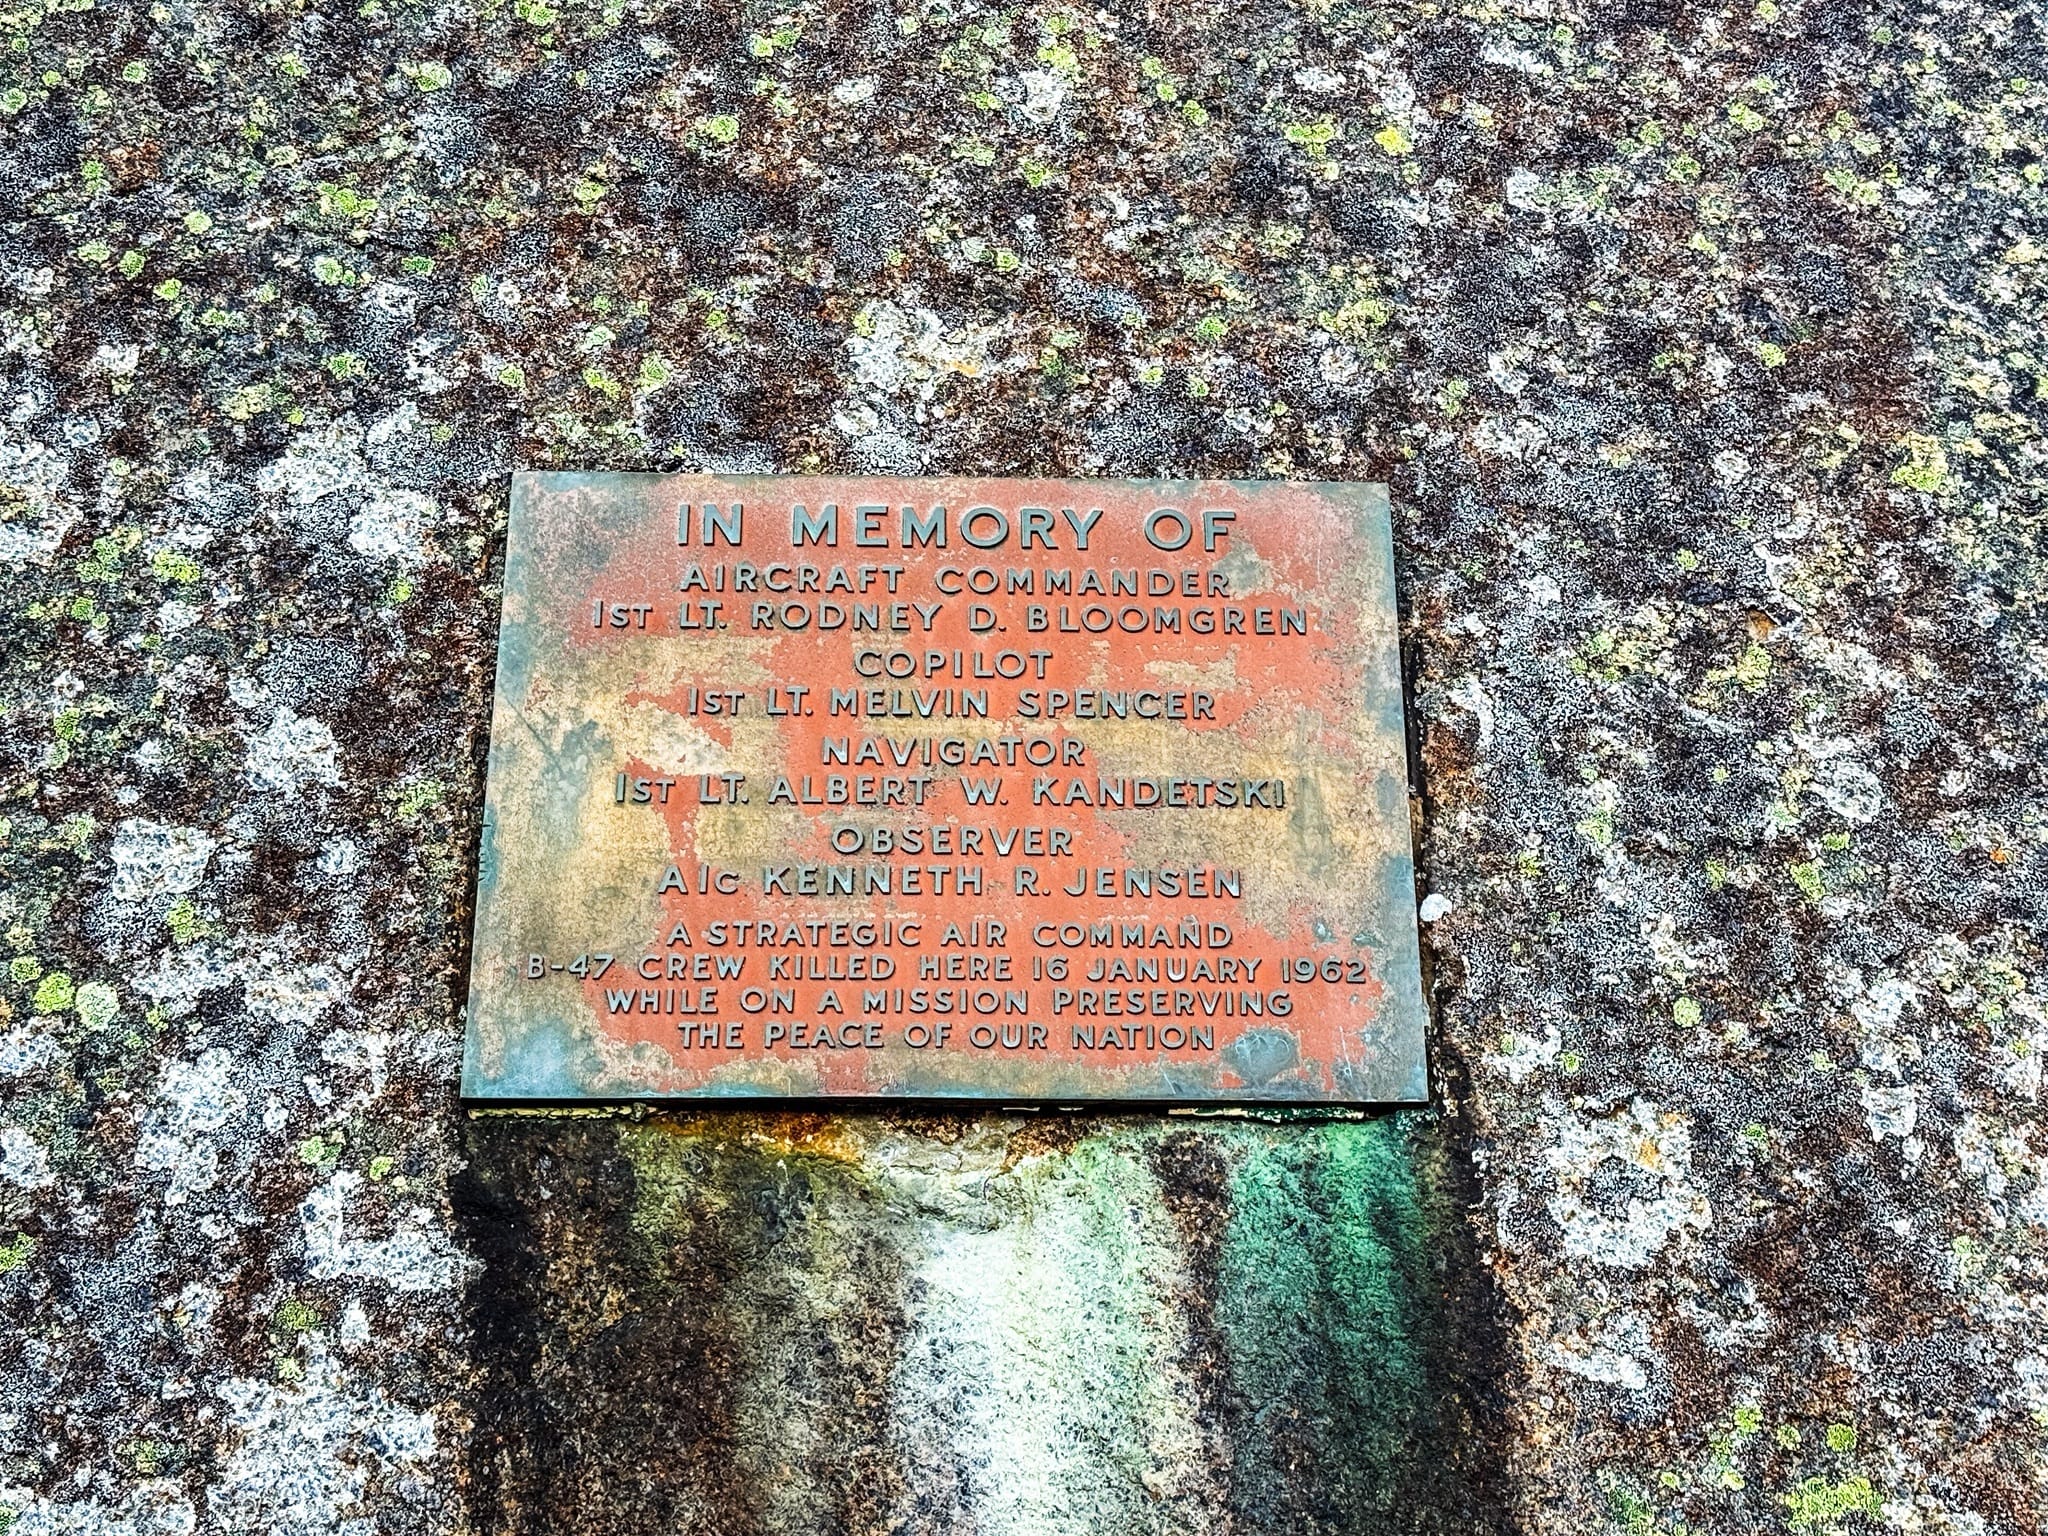 IN MEMORY OF
AIRCRAFT COMMANDER
1ST LT. RODNEY D. BLOOMGREN
COPILOT
1ST LT. MELVIN SPENCER
NAVIGATOR
1ST LT. ALBERT W. KANDETSKI
OBSERVER
A1C KENNETH R. JENSEN
A STRATEGIC AIR COMMAND
B-47 CREW KILLED HERE 16 JANUARY 1962
WHILE ON A MISSION PRESERVING
THE PEACE OF OUR NATION